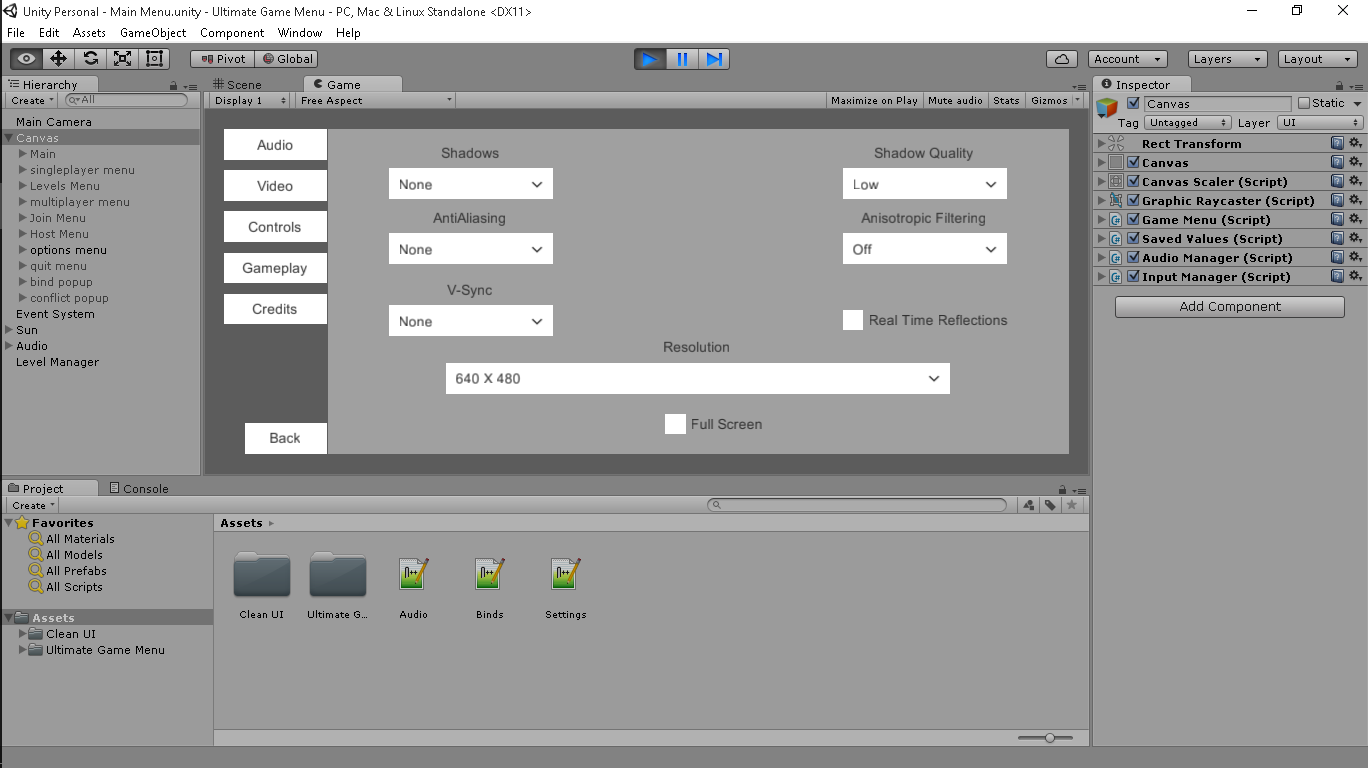 Unity Personal - Main Menu.unity - Ultimate Game Menu - PC, Mac & Linux Standalone <DX11>
File Edit Assets GameObject Component Window Help
Pivot Global Account Layers Layout
Hierarchy
Create All
Main Camera
Canvas
Main
singleplayer menu
Levels Menu
multiplayer menu
Join Menu
Host Menu
options menu
quit menu
bind popup
conflict popup
Event System
Sun
Audio
Level Manager
Scene Game
Display 1 Free Aspect Maximize on Play Mute audio Stats Gizmos
Audio
Video
Controls
Gameplay
Credits
Back
Shadows
None
Shadow Quality
Low
AntiAliasing
None
Anisotropic Filtering
Off
V-Sync
None
Real Time Reflections
Resolution
640 X 480
Full Screen
Inspector
Canvas Static
Tag Untagged Layer UI
Rect Transform
Canvas
Canvas Scaler (Script)
Graphic Raycaster (Script)
Game Menu (Script)
Saved Values (Script)
Audio Manager (Script)
Input Manager (Script)
Add Component
Project Console
Create
Favorites
All Materials
All Models
All Prefabs
All Scripts
Assets
Clean UI
Ultimate Game Menu
Assets
Clean UI Ultimate G... Audio Binds Settings